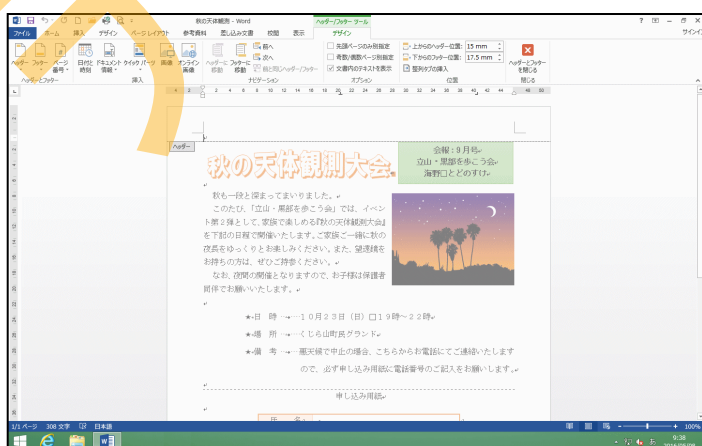 秋の天体観測 - Word
ヘッダー/フッター ツール
サインイ
ファイル ホーム 挿入 デザイン ページ レイアウト 参考資料 差し込み文書 校閲 表示 デザイン
ヘッダー フッター ページ番号 日付と時刻 ドキュメント情報 クイック パーツ 画像 オンライン画像 ヘッダーに移動 フッターに移動
前へ
次へ
前と同じヘッダー/フッター
先頭ページのみ別指定
奇数/偶数ページ別指定
文書内のテキストを表示
上からのヘッダー位置: 15 mm
下からのフッター位置: 17.5 mm
整列タブの挿入
ヘッダーとフッターを閉じる
ヘッダーとフッター 挿入 ナビゲーション オプション 位置 閉じる
ヘッダー
会報：9月号
立山・黒部を歩こう会
海野□とどのすけ
秋の天体観測大会
秋も一段と深まってまいりました。
このたび、「立山・黒部を歩こう会」では、イベン
ト第2弾として、家族で楽しめる『秋の天体観測大会』
を下記の日程で開催いたします。ご家族ご一緒に秋の
夜長をゆっくりとお楽しみください。また、望遠鏡を
お持ちの方は、ぜひご持参ください。
なお、夜間の開催となりますので、お子様は保護者
同伴でお願いいたします。
★日 時 → 10月23日（日）□19時～22時
★場 所 → くじら山町民グランド
★備 考 → 悪天候で中止の場合、こちらからお電話にてご連絡いたします
ので、必ず申し込み用紙に電話番号のご記入をお願いします。
申し込み用紙
氏 名
1/1 ページ 308 文字 日本語 100%
あ 9:38
2016/08/09